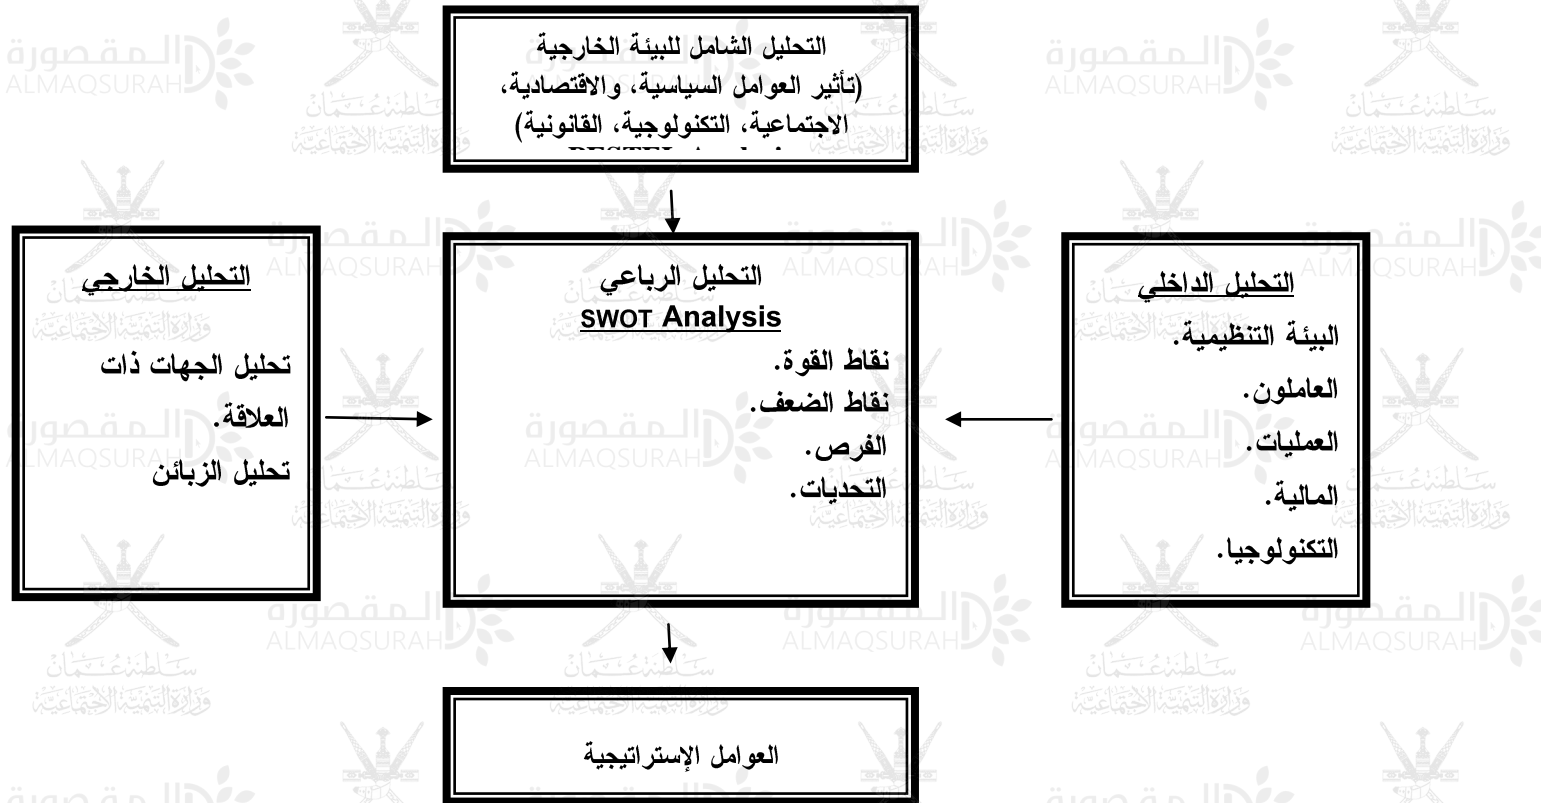 التحليل الشامل للبيئة الخارجية
(تأثير العوامل السياسية، والاقتصادية،
الاجتماعية، التكنولوجية، القانونية)
التحليل الداخلي
البيئة التنظيمية.
العاملون.
العمليات.
المالية.
التكنولوجيا.
التحليل الرباعي
SWOT Analysis
نقاط القوة.
نقاط الضعف.
الفرص.
التحديات.
التحليل الخارجي
تحليل الجهات ذات
العلاقة.
تحليل الزبائن
العوامل الإستراتيجية
المقصورة
ALMAQSURAH
سلطنة عُمان
وزارة التنمية الاجتماعية